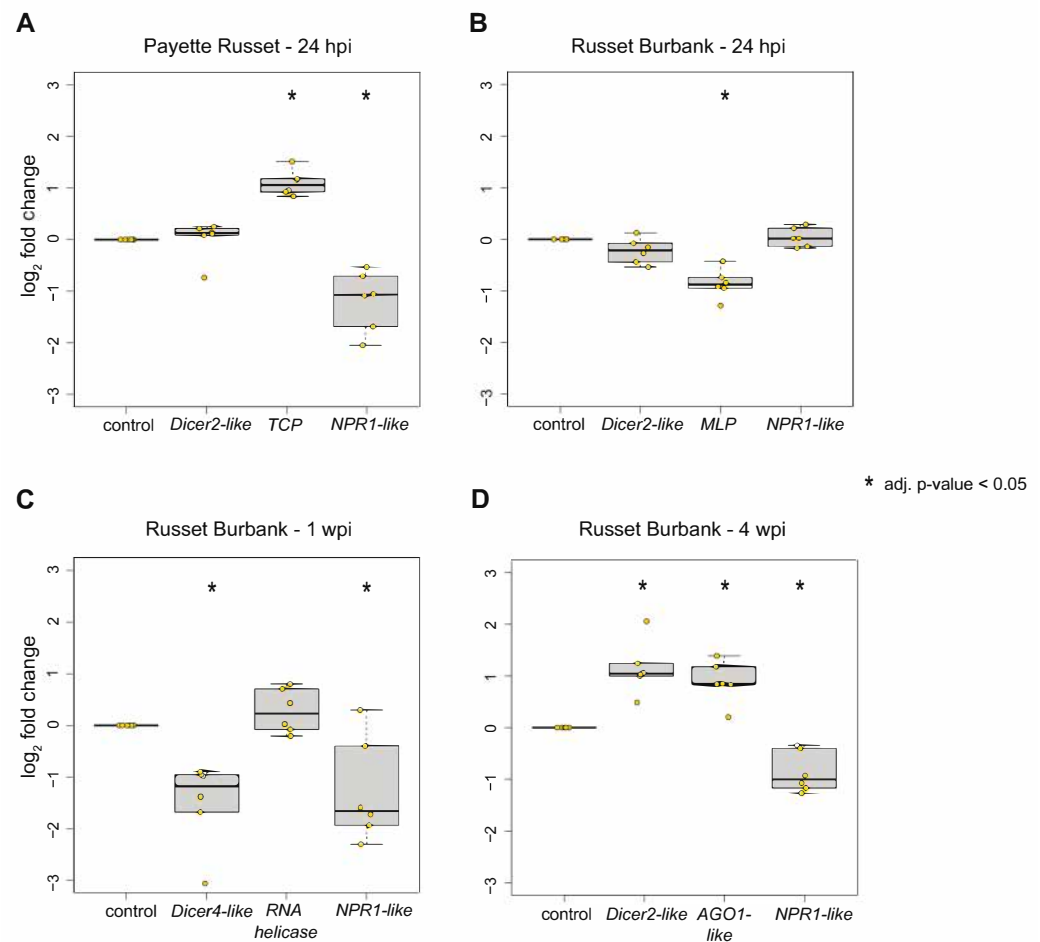 A
Payette Russet - 24 hpi
*
*
log2 fold change
3
2
1
0
−1
−2
−3
control Dicer2-like TCP NPR1-like
B
Russet Burbank - 24 hpi
*
3
2
1
0
−1
−2
−3
control Dicer2-like MLP NPR1-like
* adj. p-value < 0.05
C
Russet Burbank - 1 wpi
*
*
log2 fold change
3
2
1
0
−1
−2
−3
control Dicer4-like RNA NPR1-like
helicase
D
Russet Burbank - 4 wpi
*
*
*
3
2
1
0
−1
−2
−3
control Dicer2-like AGO1- NPR1-like
like